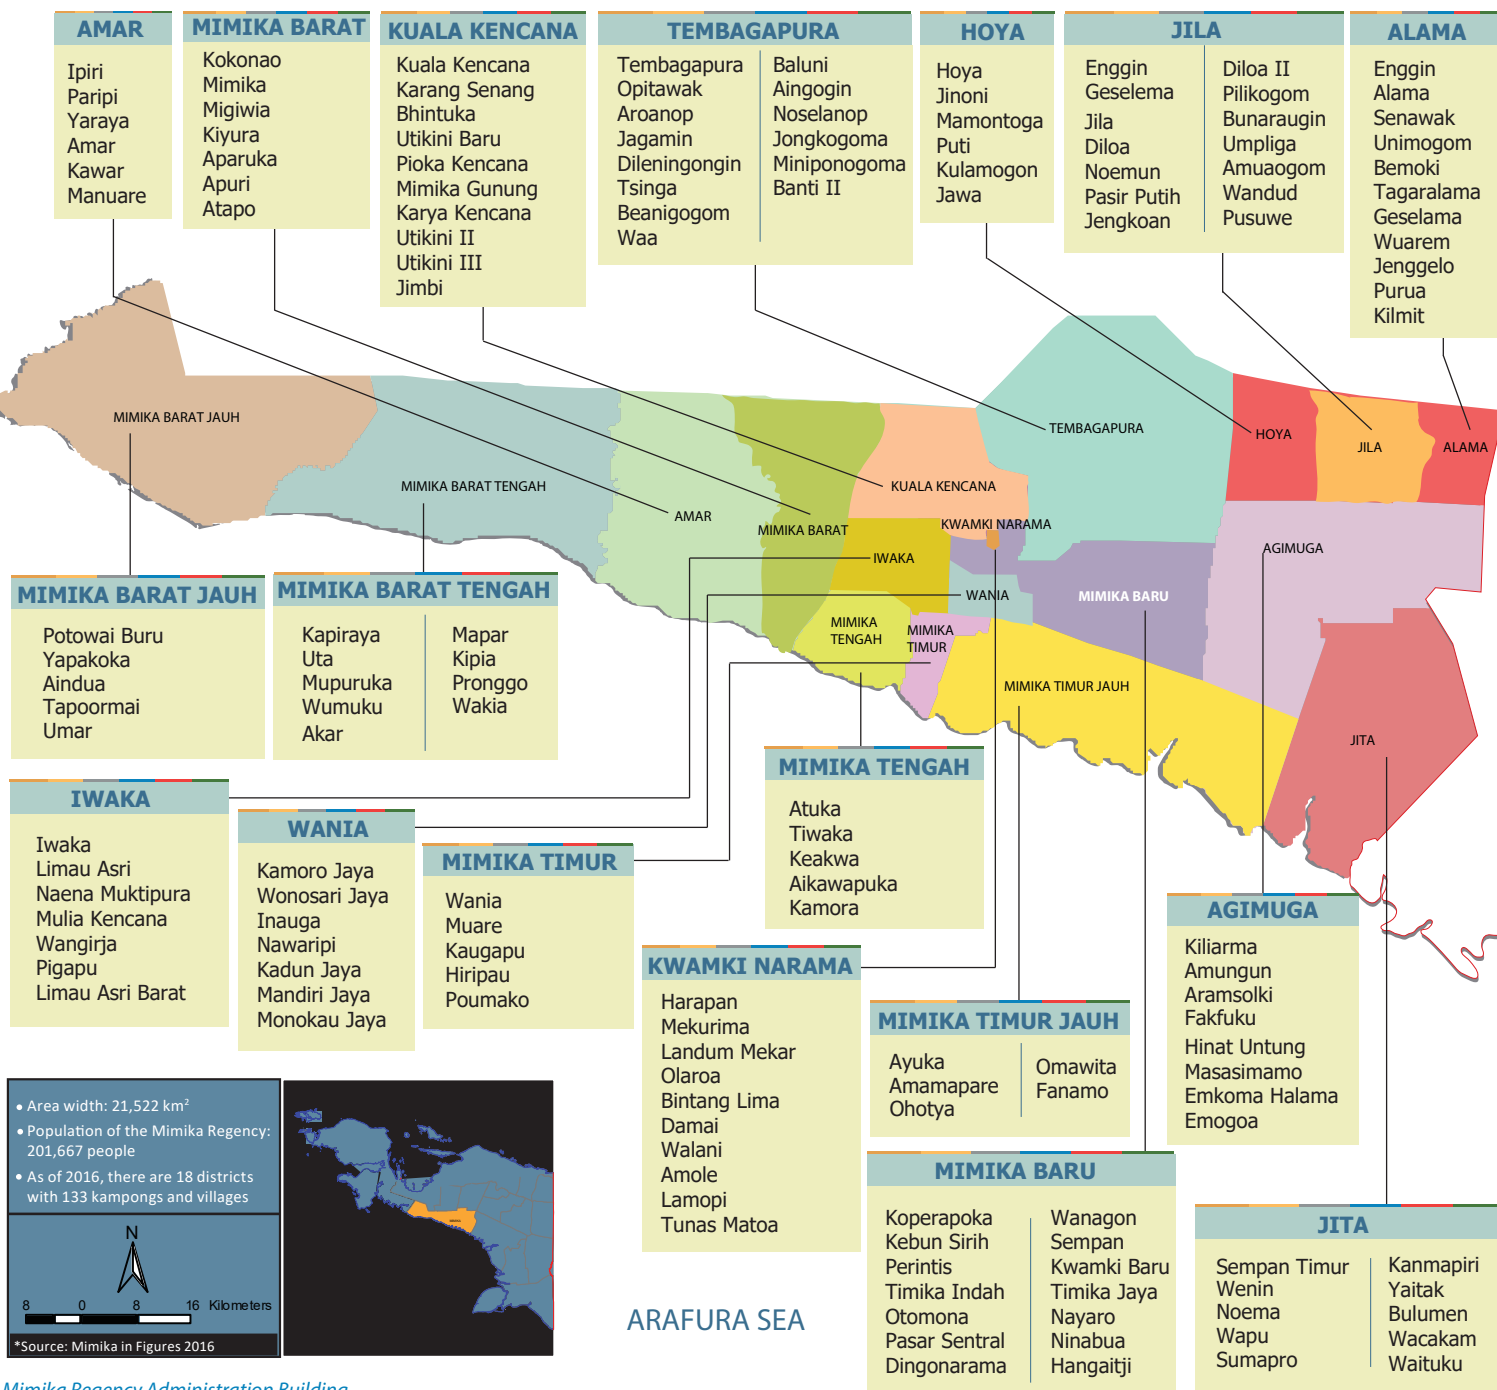 AMAR
Ipiri
Paripi
Yaraya
Amar
Kawar
Manuare
MIMIKA BARAT
Kokonao
Mimika
Migiwia
Kiyura
Aparuka
Apuri
Atapo
KUALA KENCANA
Kuala Kencana
Karang Senang
Bhintuka
Utikini Baru
Pioka Kencana
Mimika Gunung
Karya Kencana
Utikini II
Utikini III
Jimbi
TEMBAGAPURA
Tembagapura
Opitawak
Aroanop
Jagamin
Dileningongin
Tsinga
Beanigogom
Waa
Baluni
Aingogin
Noselanop
Jongkogoma
Miniponogoma
Banti II
HOYA
Hoya
Jinoni
Mamontoga
Puti
Kulamogon
Jawa
JILA
Enggin
Geselema
Jila
Diloa
Noemun
Pasir Putih
Jengkoan
Diloa II
Pilikogom
Bunaraugin
Umpliga
Amuaogom
Wandud
Pusuwe
ALAMA
Enggin
Alama
Senawak
Unimogom
Bemoki
Tagaralama
Geselama
Wuarem
Jenggelo
Purua
Kilmit
MIMIKA BARAT JAUH
MIMIKA BARAT TENGAH
AMAR
MIMIKA BARAT
KUALA KENCANA
KWAMKI NARAMA
IWAKA
WANIA
MIMIKA
TENGAH
MIMIKA
TIMUR
TEMBAGAPURA
HOYA
JILA
ALAMA
AGIMUGA
MIMIKA BARU
MIMIKA TIMUR JAUH
JITA
MIMIKA BARAT JAUH
Potowai Buru
Yapakoka
Aindua
Tapoormai
Umar
MIMIKA BARAT TENGAH
Kapiraya
Uta
Mupuruka
Wumuku
Akar
Mapar
Kipia
Pronggo
Wakia
IWAKA
Iwaka
Limau Asri
Naena Muktipura
Mulia Kencana
Wangirja
Pigapu
Limau Asri Barat
WANIA
Kamoro Jaya
Wonosari Jaya
Inauga
Nawaripi
Kadun Jaya
Mandiri Jaya
Monokau Jaya
MIMIKA TIMUR
Wania
Muare
Kaugapu
Hiripau
Poumako
MIMIKA TENGAH
Atuka
Tiwaka
Keakwa
Aikawapuka
Kamora
KWAMKI NARAMA
Harapan
Mekurima
Landum Mekar
Olaroa
Bintang Lima
Damai
Walani
Amole
Lamopi
Tunas Matoa
MIMIKA TIMUR JAUH
Ayuka
Amamapare
Ohotya
Omawita
Fanamo
AGIMUGA
Kiliarma
Amungun
Aramsolki
Fakfuku
Hinat Untung
Masasimamo
Emkoma Halama
Emogoa
MIMIKA BARU
Koperapoka
Kebun Sirih
Perintis
Timika Indah
Otomona
Pasar Sentral
Dingonarama
Wanagon
Sempan
Kwamki Baru
Timika Jaya
Nayaro
Ninabua
Hangaitji
JITA
Sempan Timur
Wenin
Noema
Wapu
Sumapro
Kanmapiri
Yaitak
Bulumen
Wacakam
Waituku
• Area width: 21,522 km²
• Population of the Mimika Regency:
201,667 people
• As of 2016, there are 18 districts
with 133 kampongs and villages
N
8 0 8 16 Kilometers
*Source: Mimika in Figures 2016
ARAFURA SEA
Mimika Regency Administration Building